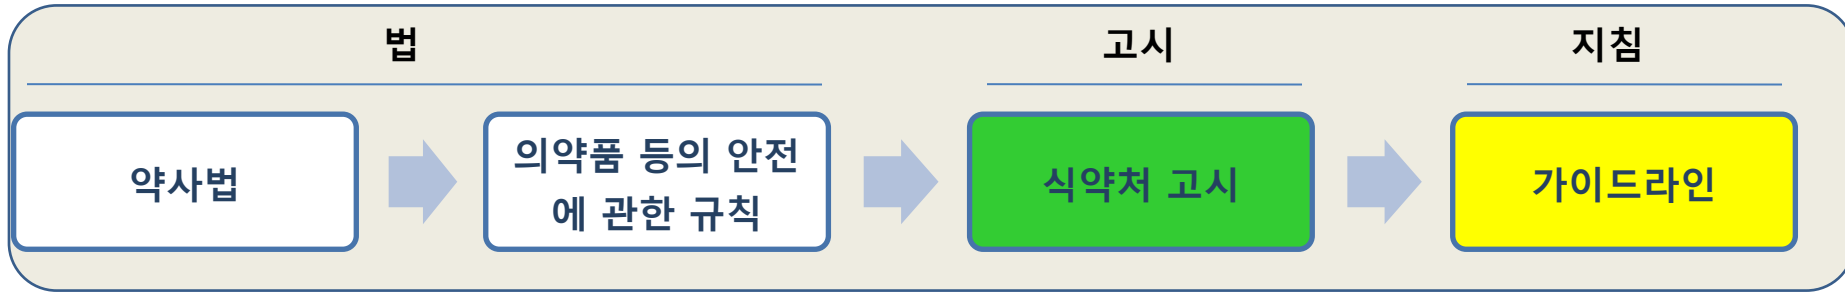 법
고시
지침
약사법
의약품 등의 안전
에 관한 규칙
식약처 고시
가이드라인